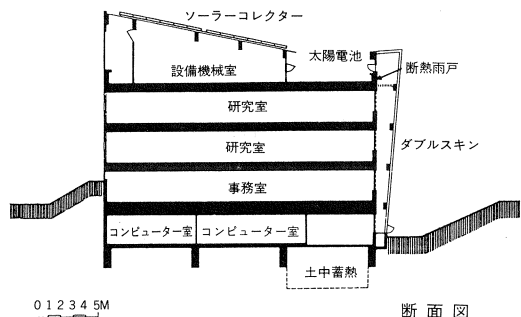 ソーラーコレクター
太陽電池
設備機械室
断熱雨戸
研究室
研究室
ダブルスキン
事務室
コンピューター室
コンピューター室
土中蓄熱
0 1 2 3 4 5M
断面図